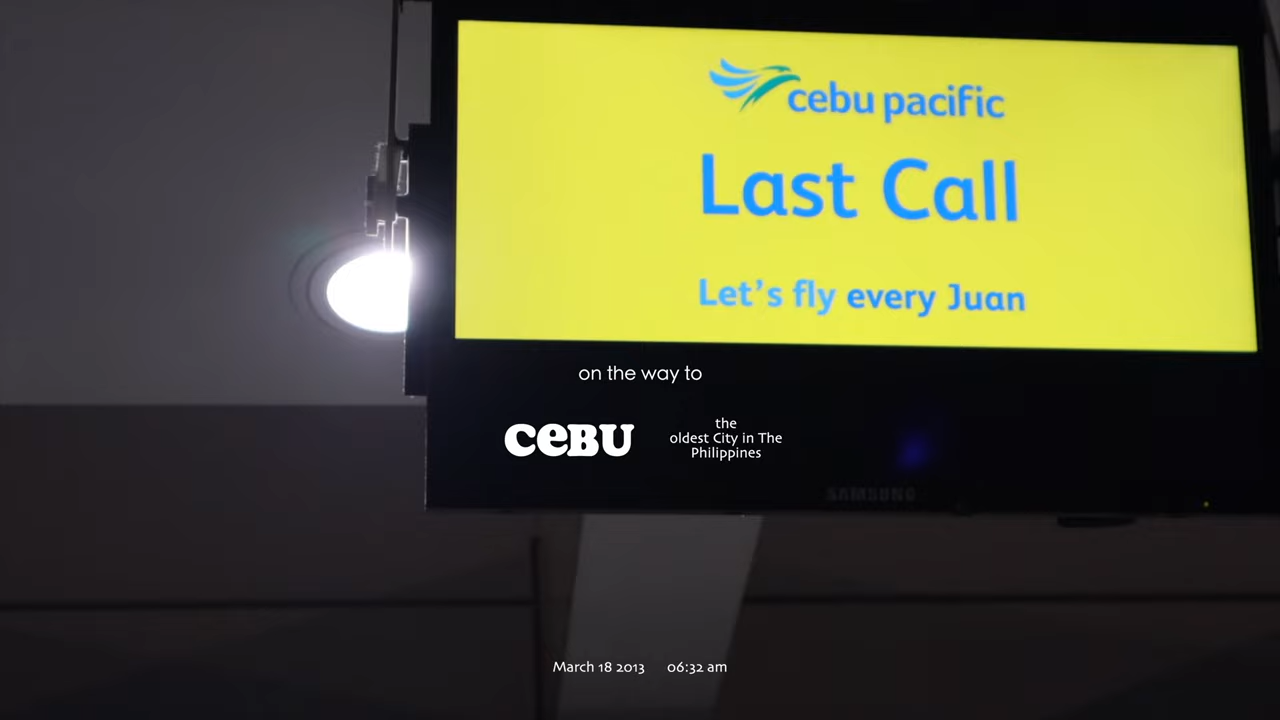 cebu pacific
Last Call
Let's fly every Juan
on the way to
CeBU
the
oldest City in The
Philippines
SAMSUNG
March 18 2013 06:32 am